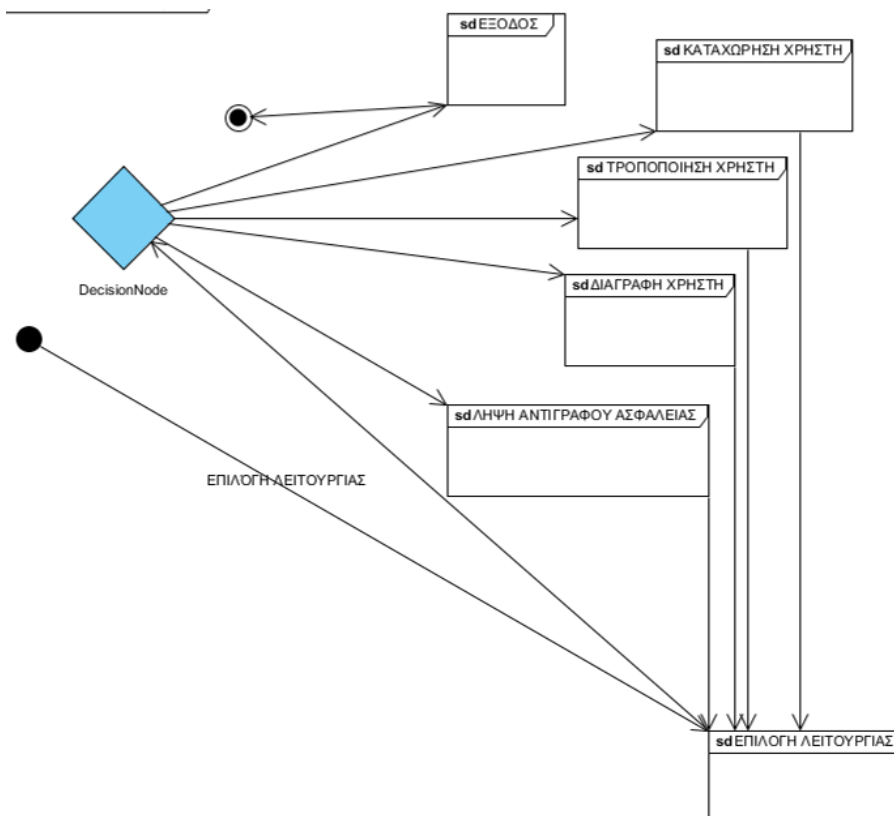 sd ΕΞΟΔΟΣ
sd ΚΑΤΑΧΩΡΗΣΗ ΧΡΗΣΤΗ
sd ΤΡΟΠΟΠΟΙΗΣΗ ΧΡΗΣΤΗ
sd ΔΙΑΓΡΑΦΗ ΧΡΗΣΤΗ
DecisionNode
sd ΛΗΨΗ ΑΝΤΙΓΡΑΦΟΥ ΑΣΦΑΛΕΙΑΣ
ΕΠΙΛΌΓΗ ΛΕΙΤΟΥΡΓΙΑΣ
sd ΕΠΙΛΟΓΗ ΛΕΙΤΟΥΡΓΙΑΣ